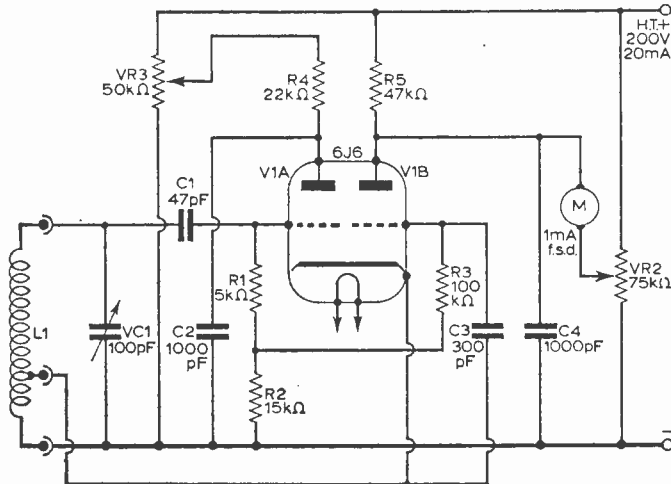 H.T.+
200V
20mA
VR3
50kΩ
R4
22kΩ
R5
47kΩ
6J6
V1A
V1B
C1
47pF
M
1mA
f.s.d.
VR2
75kΩ
R1
5kΩ
R3
100
kΩ
L1
VC1
100pF
C2
1000
pF
C3
300
pF
C4
1000pF
R2
15kΩ
−